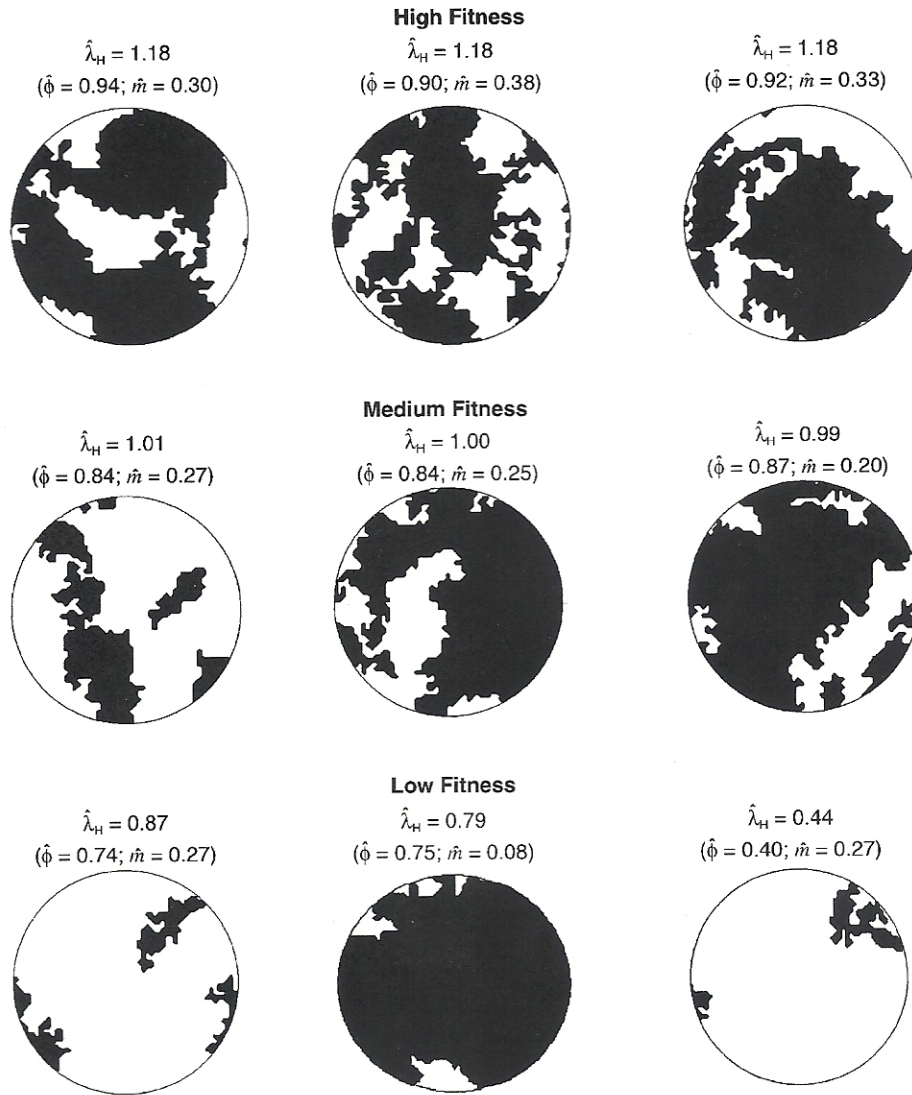 High Fitness
λ̂H = 1.18
(ϕ̂ = 0.94; m̂ = 0.30)
λ̂H = 1.18
(ϕ̂ = 0.90; m̂ = 0.38)
λ̂H = 1.18
(ϕ̂ = 0.92; m̂ = 0.33)
Medium Fitness
λ̂H = 1.01
(ϕ̂ = 0.84; m̂ = 0.27)
λ̂H = 1.00
(ϕ̂ = 0.84; m̂ = 0.25)
λ̂H = 0.99
(ϕ̂ = 0.87; m̂ = 0.20)
Low Fitness
λ̂H = 0.87
(ϕ̂ = 0.74; m̂ = 0.27)
λ̂H = 0.79
(ϕ̂ = 0.75; m̂ = 0.08)
λ̂H = 0.44
(ϕ̂ = 0.40; m̂ = 0.27)